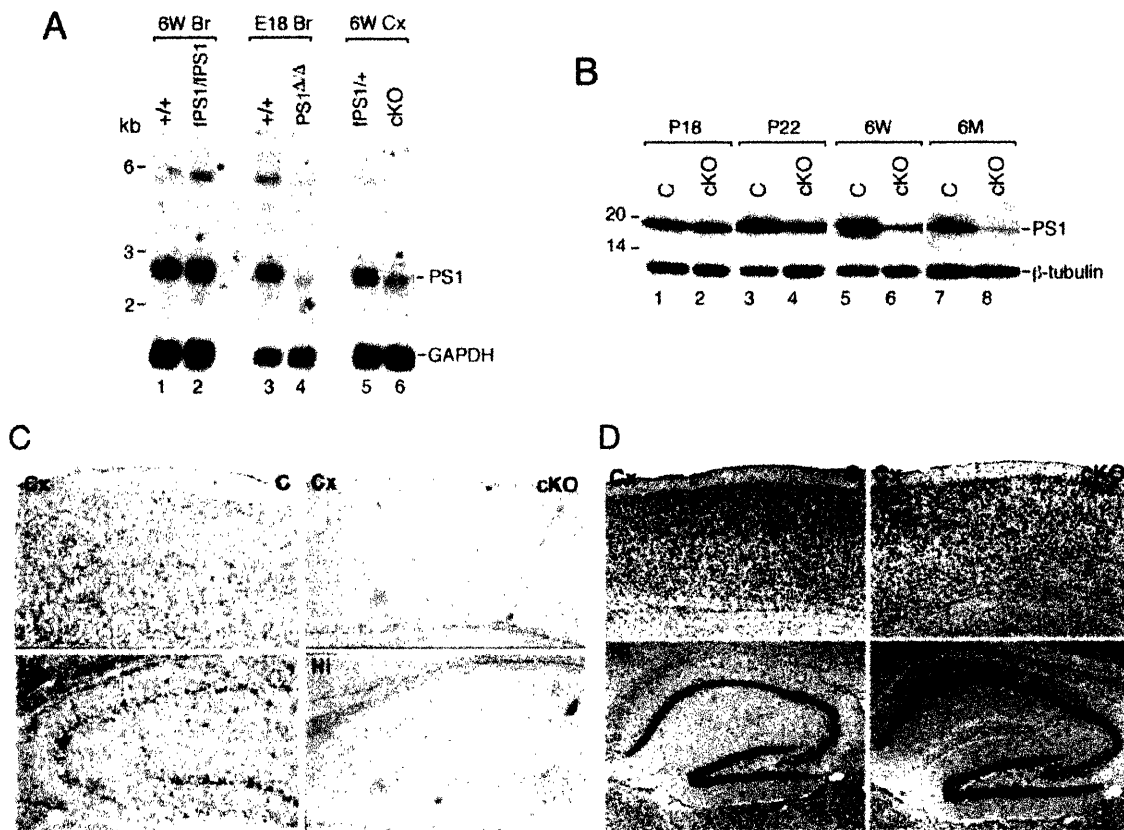 A
6W Br E18 Br 6W Cx
+/+ fPS1/fPS1 +/+ PS1Δ/Δ fPS1/+ cKO
kb
6
3
PS1
2
GAPDH
1 2 3 4 5 6
B
P18 P22 6W 6M
C cKO C cKO C cKO C cKO
20
PS1
14
β-tubulin
1 2 3 4 5 6 7 8
C
Cx C Cx cKO
Hi
D
Cx Cx cKO